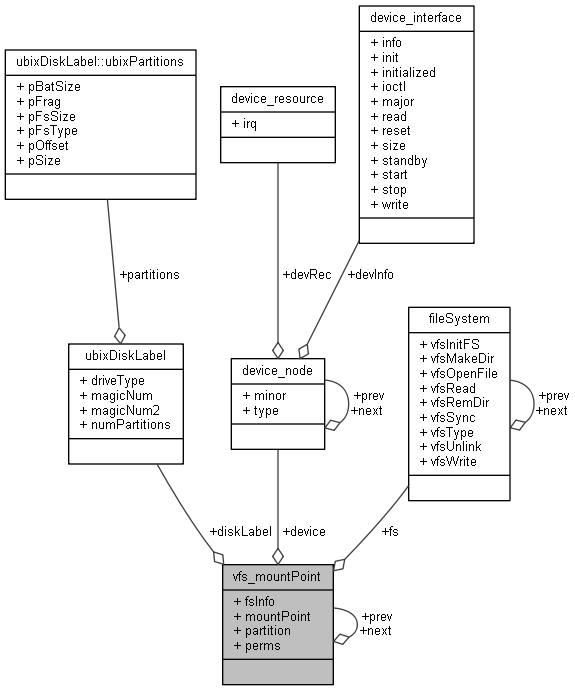 device_interface
+ info
+ init
+ initialized
+ ioctl
+ major
+ read
+ reset
+ size
+ standby
+ start
+ stop
+ write
ubixDiskLabel::ubixPartitions
+ pBatSize
+ pFrag
+ pFsSize
+ pFsType
+ pOffset
+ pSize
device_resource
+ irq
+partitions
+devRec
+devInfo
fileSystem
+ vfsInitFS
+ vfsMakeDir
+ vfsOpenFile
+ vfsRead
+ vfsRemDir
+ vfsSync
+ vfsType
+ vfsUnlink
+ vfsWrite
+prev
+next
ubixDiskLabel
+ driveType
+ magicNum
+ magicNum2
+ numPartitions
device_node
+ minor
+ type
+prev
+next
+diskLabel
+device
+fs
vfs_mountPoint
+ fsInfo
+ mountPoint
+ partition
+ perms
+prev
+next